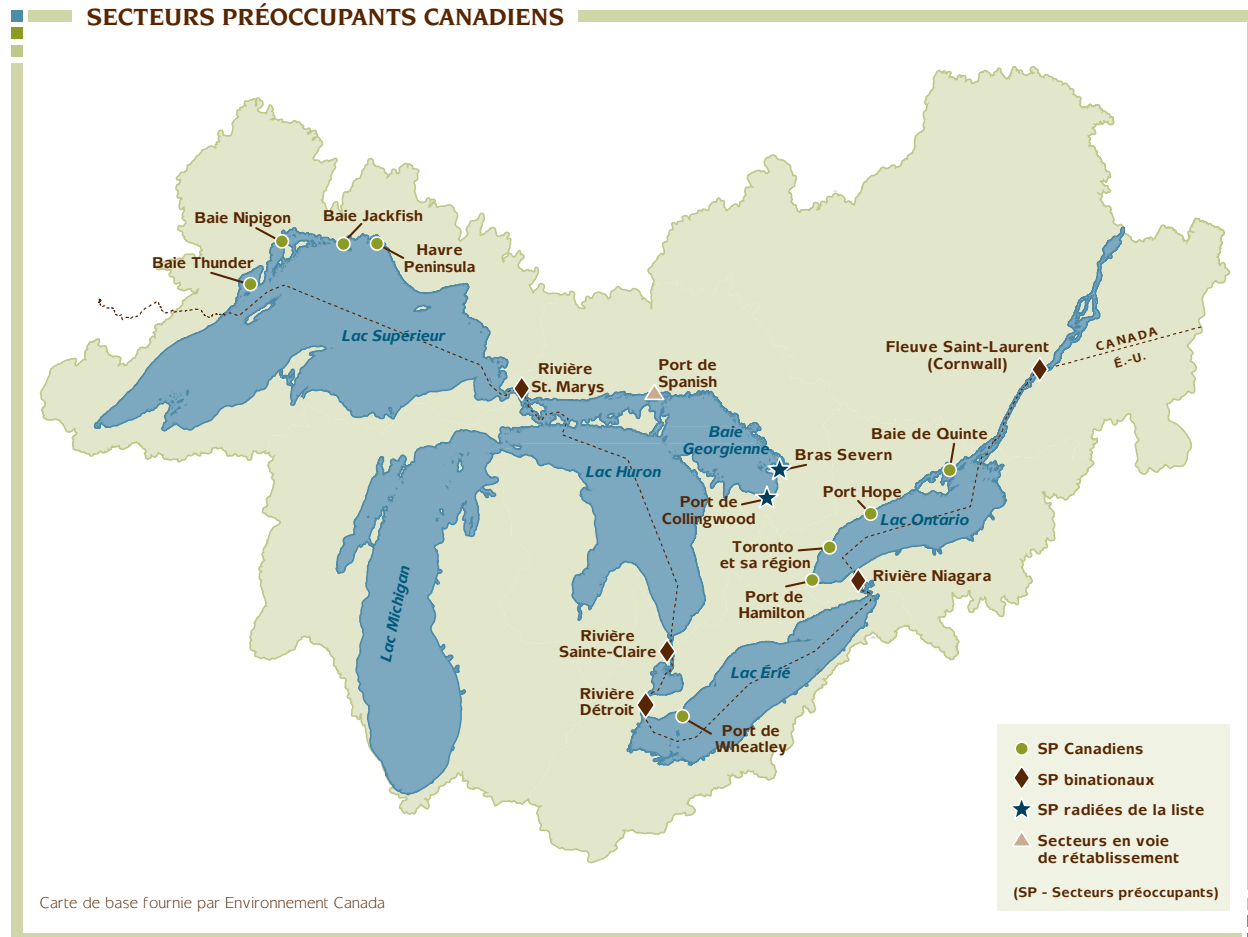 SECTEURS PRÉOCCUPANTS CANADIENS
Baie Nipigon
Baie Jackfish
Havre
Peninsula
Baie Thunder
Lac Supérieur
Rivière
St. Marys
Port de
Spanish
Fleuve Saint-Laurent
(Cornwall)
CANADA
É.-U.
Baie
Georgienne
Baie de Quinte
Bras Severn
Lac Huron
Port de
Collingwood
Port Hope
Lac Ontario
Toronto
et sa région
Rivière Niagara
Port de
Hamilton
Lac Michigan
Rivière
Sainte-Claire
Lac Érié
Rivière
Détroit
Port de
Wheatley
SP Canadiens
SP binationaux
SP radiées de la liste
Secteurs en voie
de rétablissement
(SP - Secteurs préoccupants)
Carte de base fournie par Environnement Canada